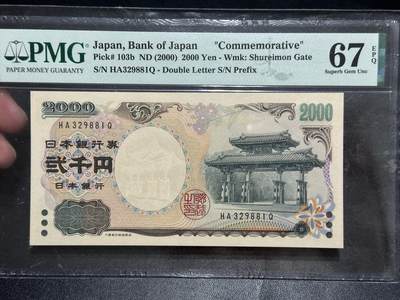 PMG
PAPER MONEY GUARANTY
Japan, Bank of Japan "Commemorative"
Pick# 103b ND (2000) 2000 Yen - Wmk: Shureimon Gate
S/N HA329881Q - Double Letter S/N Prefix
67 EPQ
Superb Gem Unc
2000
2000
HA329881Q
日本銀行券
弐千円
日本銀行
HA329881Q